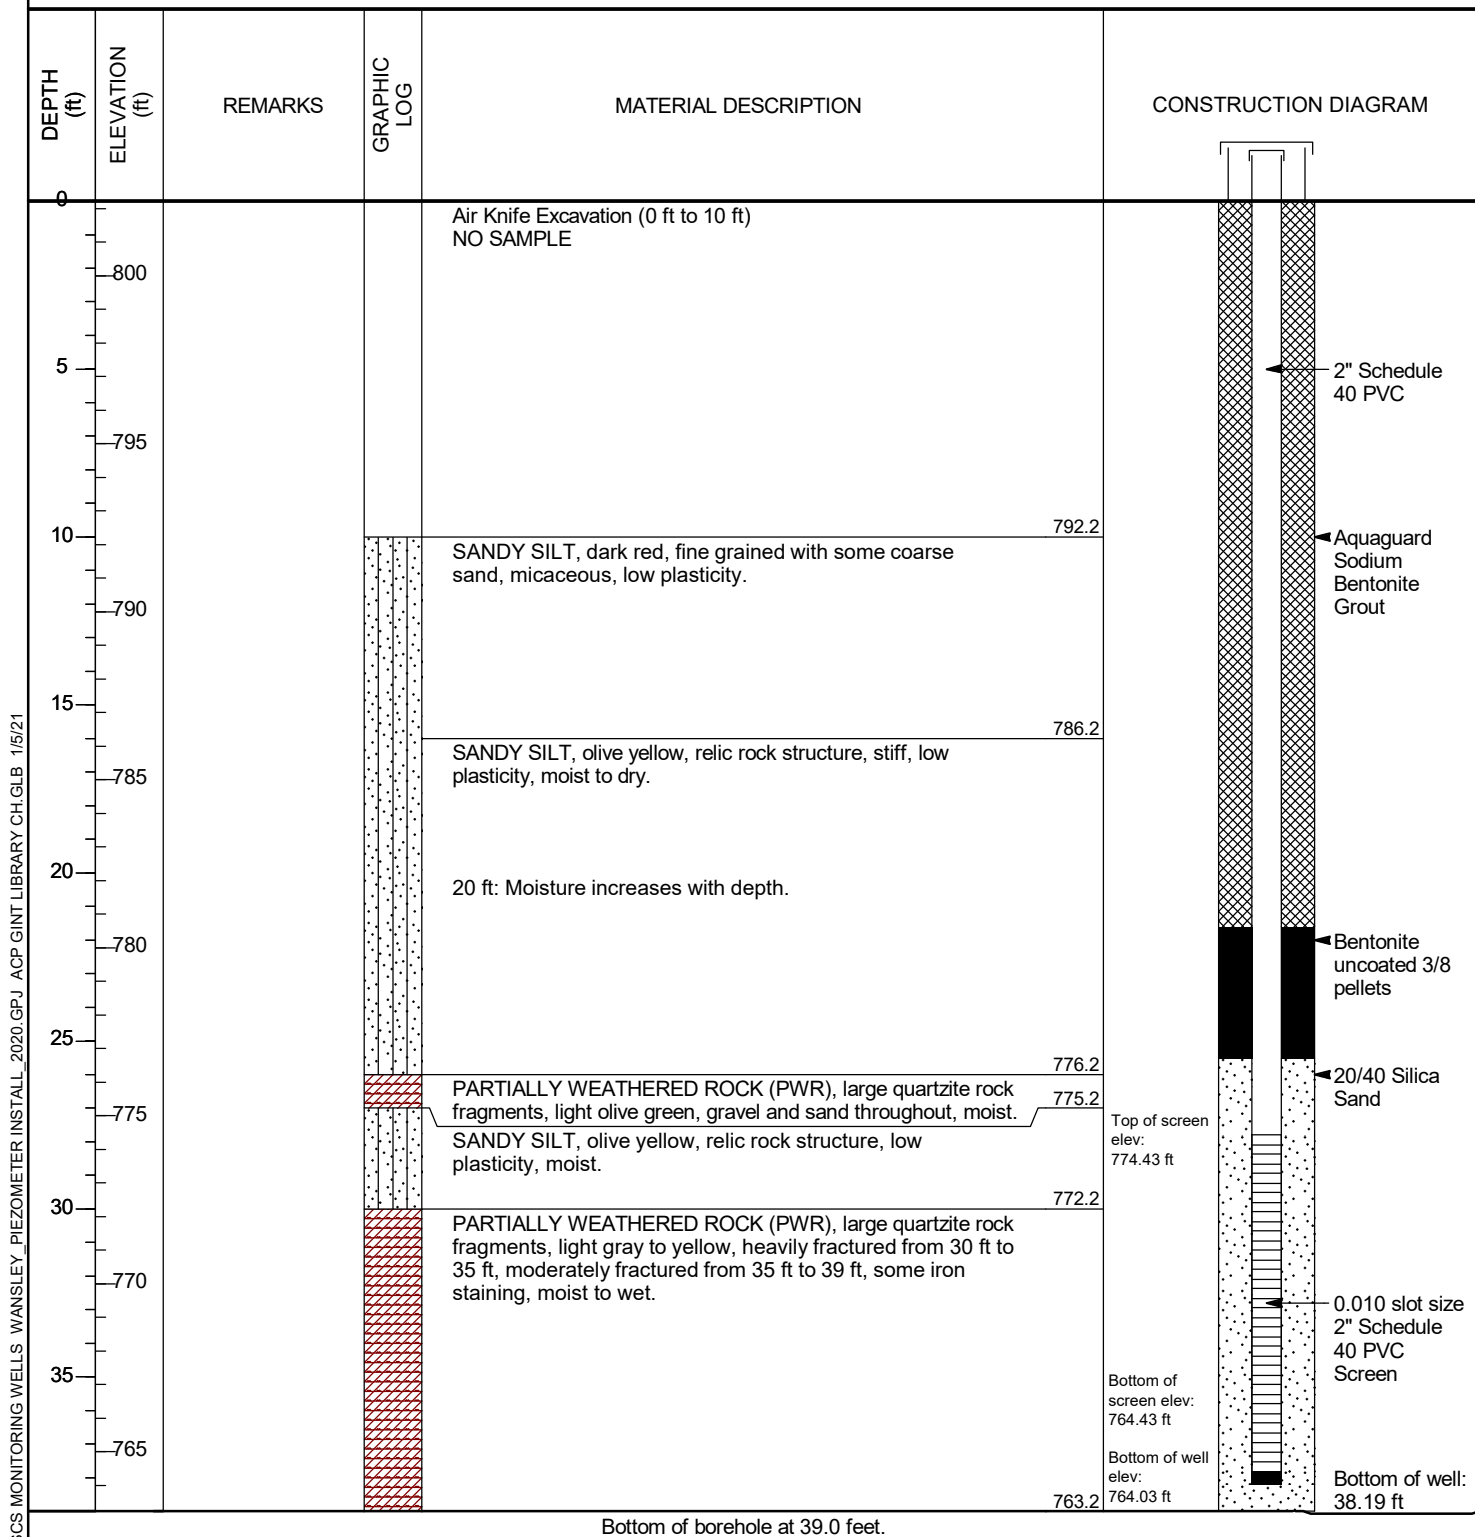 DEPTH
(ft)
ELEVATION
(ft)
REMARKS
GRAPHIC
LOG
MATERIAL DESCRIPTION
CONSTRUCTION DIAGRAM
0
Air Knife Excavation (0 ft to 10 ft)
NO SAMPLE
800
5
2" Schedule
40 PVC
795
792.2
10
SANDY SILT, dark red, fine grained with some coarse
sand, micaceous, low plasticity.
Aquaguard
Sodium
Bentonite
Grout
790
15
786.2
SANDY SILT, olive yellow, relic rock structure, stiff, low
plasticity, moist to dry.
785
20
20 ft: Moisture increases with depth.
780
Bentonite
uncoated 3/8
pellets
25
776.2
PARTIALLY WEATHERED ROCK (PWR), large quartzite rock
fragments, light olive green, gravel and sand throughout, moist.
775.2
20/40 Silica
Sand
775
Top of screen
elev:
774.43 ft
SANDY SILT, olive yellow, relic rock structure, low
plasticity, moist.
772.2
30
PARTIALLY WEATHERED ROCK (PWR), large quartzite rock
fragments, light gray to yellow, heavily fractured from 30 ft to
35 ft, moderately fractured from 35 ft to 39 ft, some iron
staining, moist to wet.
770
0.010 slot size
2" Schedule
40 PVC
Screen
35
Bottom of
screen elev:
764.43 ft
765
Bottom of well
elev:
764.03 ft
Bottom of well:
38.19 ft
763.2
Bottom of borehole at 39.0 feet.
SCS MONITORING WELLS WANSLEY_PIEZOMETER INSTALL_2020.GPJ ACP GINT LIBRARY CH.GLB 1/5/21